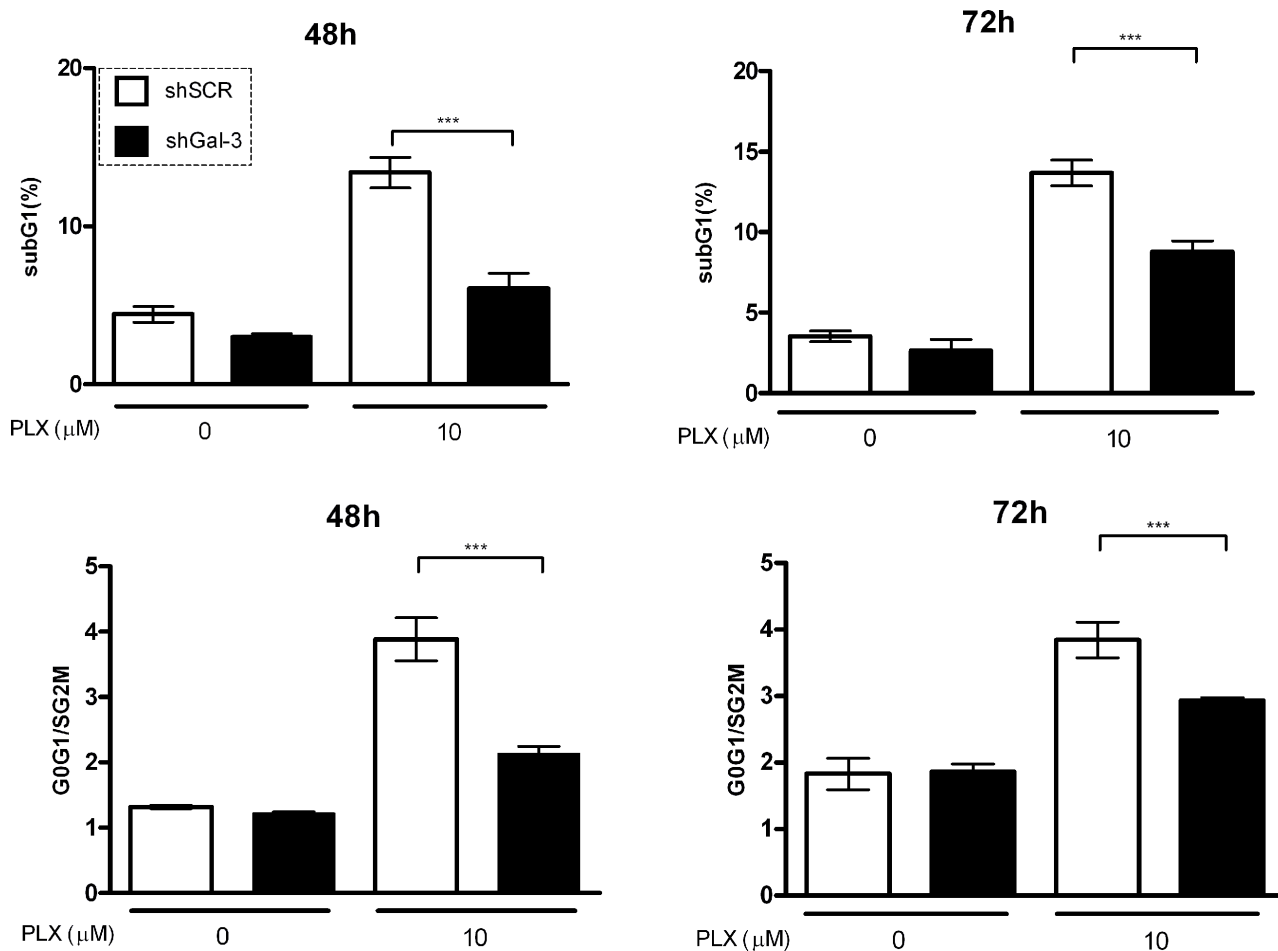 48h
20
10
0
subG1(%)
shSCR
shGal-3
***
PLX (μM)
0
10
72h
20
15
10
5
0
subG1(%)
***
PLX (μM)
0
10
48h
5
4
3
2
1
0
G0G1/SG2M
***
PLX (μM)
0
10
72h
5
4
3
2
1
0
G0G1/SG2M
***
PLX (μM)
0
10